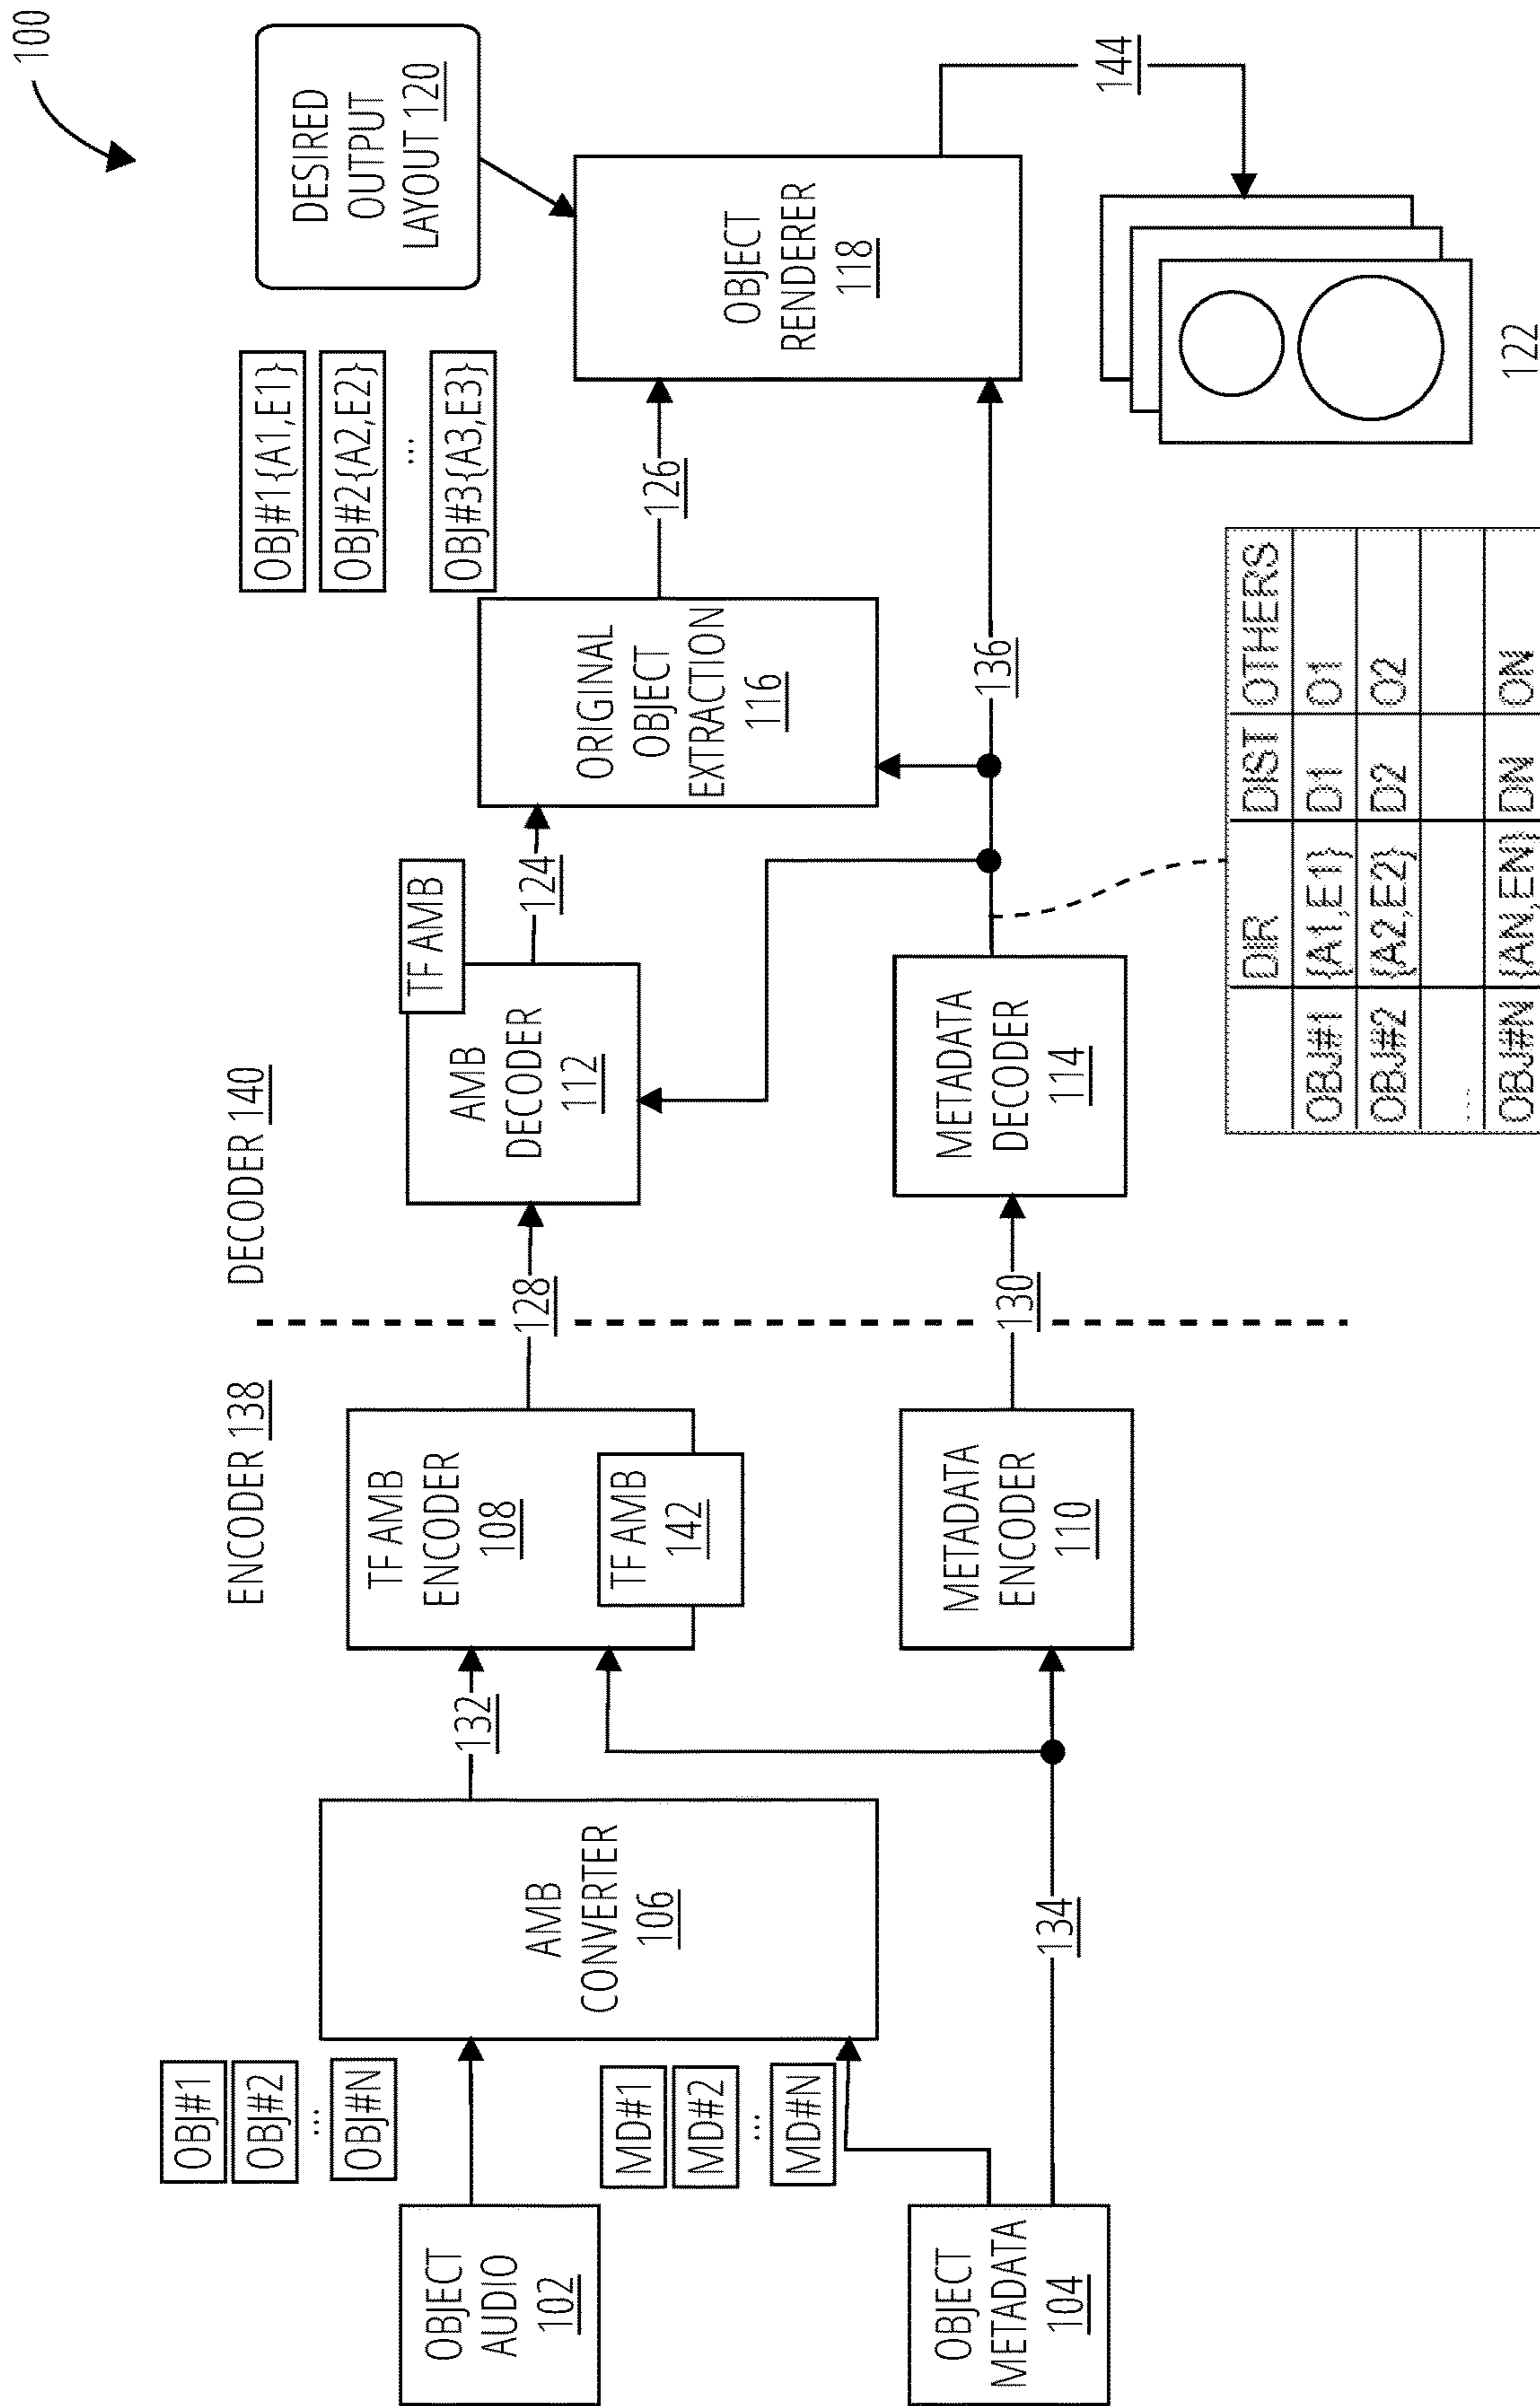 100
ENCODER 138
DECODER 140
OBJ#1
OBJ#2
...
OBJ#N
OBJECT
AUDIO
102
MD#1
MD#2
...
MD#N
OBJECT
METADATA
104
AMB
CONVERTER
106
132
134
TF AMB
ENCODER
108
TF AMB
142
METADATA
ENCODER
110
128
130
TF AMB
AMB
DECODER
112
METADATA
DECODER
114
124
136
ORIGINAL
OBJECT
EXTRACTION
116
OBJ#1{A1,E1}
OBJ#2{A2,E2}
...
OBJ#3{A3,E3}
126
DESIRED
OUTPUT
LAYOUT 120
OBJECT
RENDERER
118
144
122
DIR DIST OTHERS
OBJ#1 {A1,E1} D1 O1
OBJ#2 {A2,E2} D2 O2
...
OBJ#N {AN,EN} DN ON